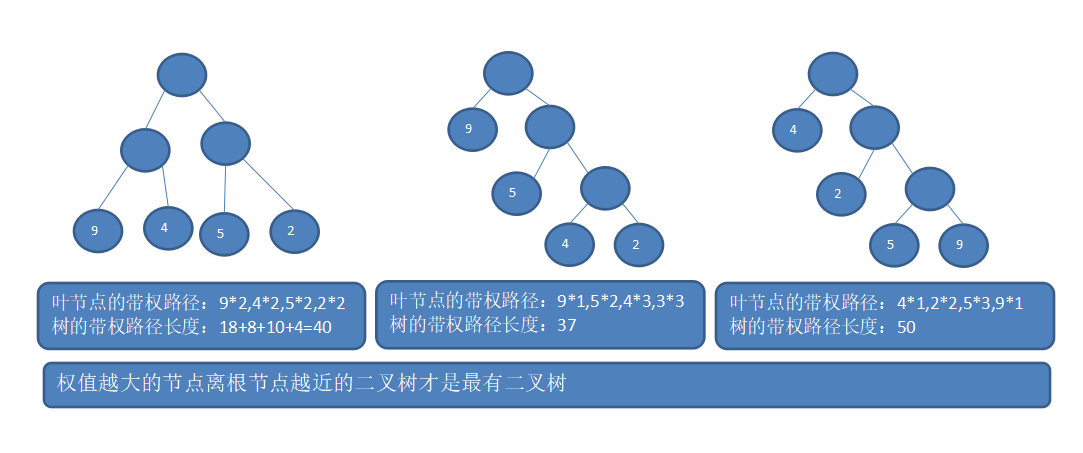 9
4
5
2
9
5
4
2
4
2
5
9
叶节点的带权路径：9*2,4*2,5*2,2*2
树的带权路径长度：18+8+10+4=40
叶节点的带权路径：9*1,5*2,4*3,3*3
树的带权路径长度：37
叶节点的带权路径：4*1,2*2,5*3,9*1
树的带权路径长度：50
权值越大的节点离根节点越近的二叉树才是最有二叉树